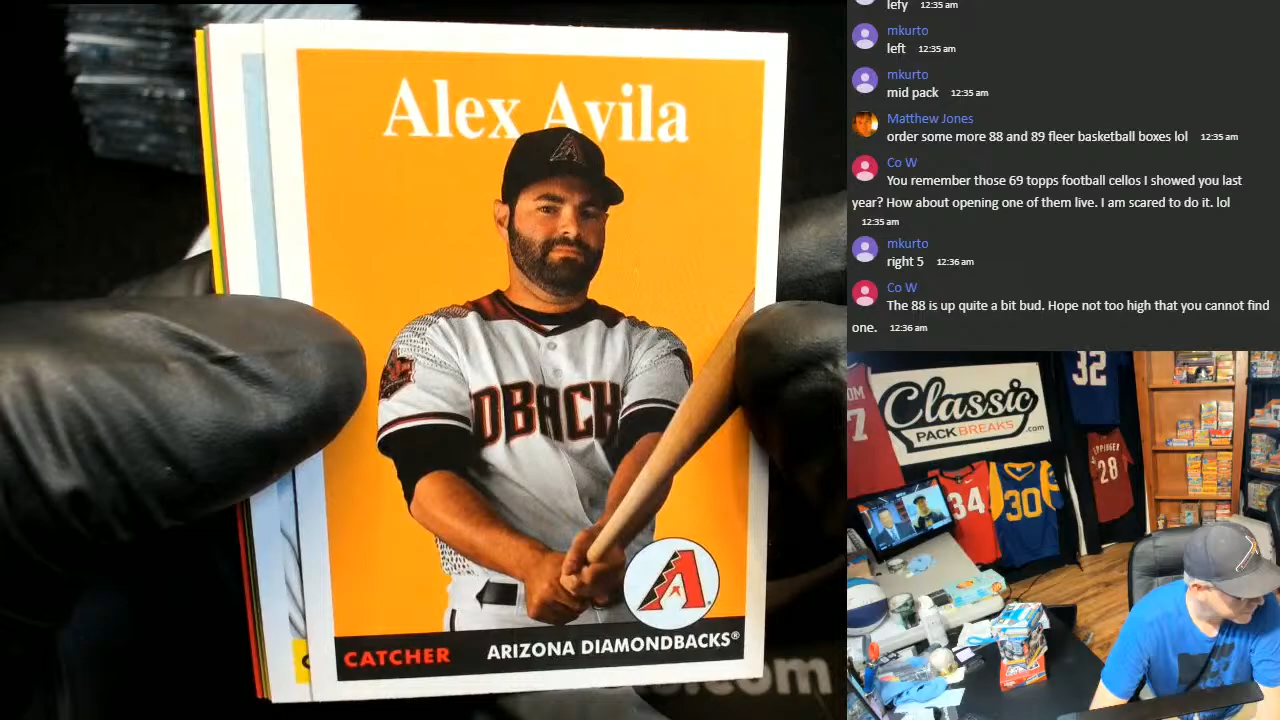 Alex Avila
DBACK
CATCHER
ARIZONA DIAMONDBACKS®
.com
lefy 12:35 am
mkurto
left 12:35 am
mkurto
mid pack 12:35 am
Matthew Jones
order some more 88 and 89 fleer basketball boxes lol 12:35 am
Co W
You remember those 69 topps football cellos I showed you last
year? How about opening one of them live. I am scared to do it. lol
12:35 am
mkurto
right 5 12:36 am
Co W
The 88 is up quite a bit bud. Hope not too high that you cannot find
one. 12:36 am
Classic
PACK BREAKS.com
7
32
34
30
28